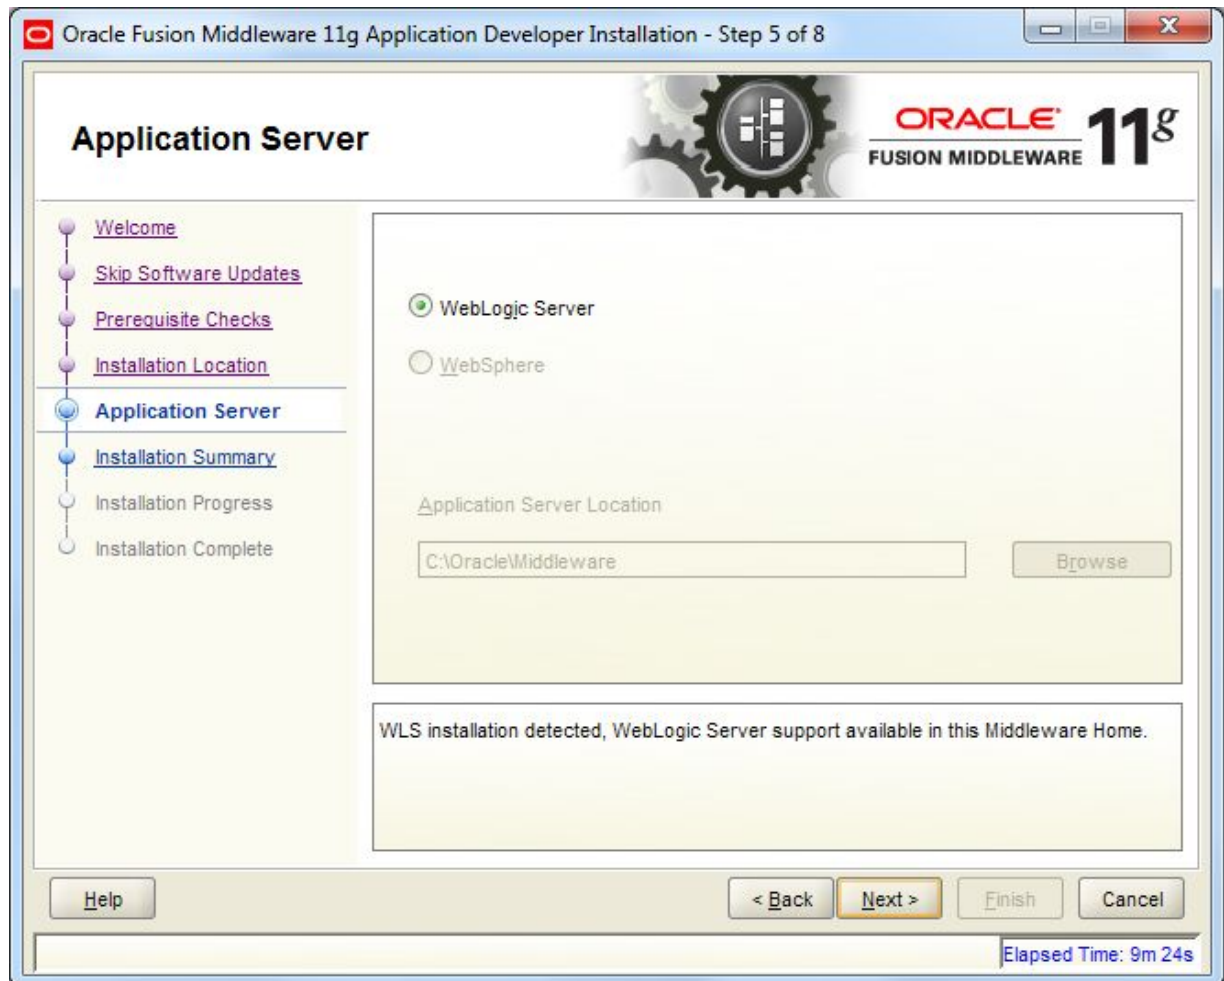 Oracle Fusion Middleware 11g Application Developer Installation - Step 5 of 8
Application Server
ORACLE
FUSION MIDDLEWARE
11g
Welcome
Skip Software Updates
Prerequisite Checks
Installation Location
Application Server
Installation Summary
Installation Progress
Installation Complete
WebLogic Server
WebSphere
Application Server Location
C:\Oracle\Middleware
Browse
WLS installation detected, WebLogic Server support available in this Middleware Home.
Help
< Back
Next >
Finish
Cancel
Elapsed Time: 9m 24s